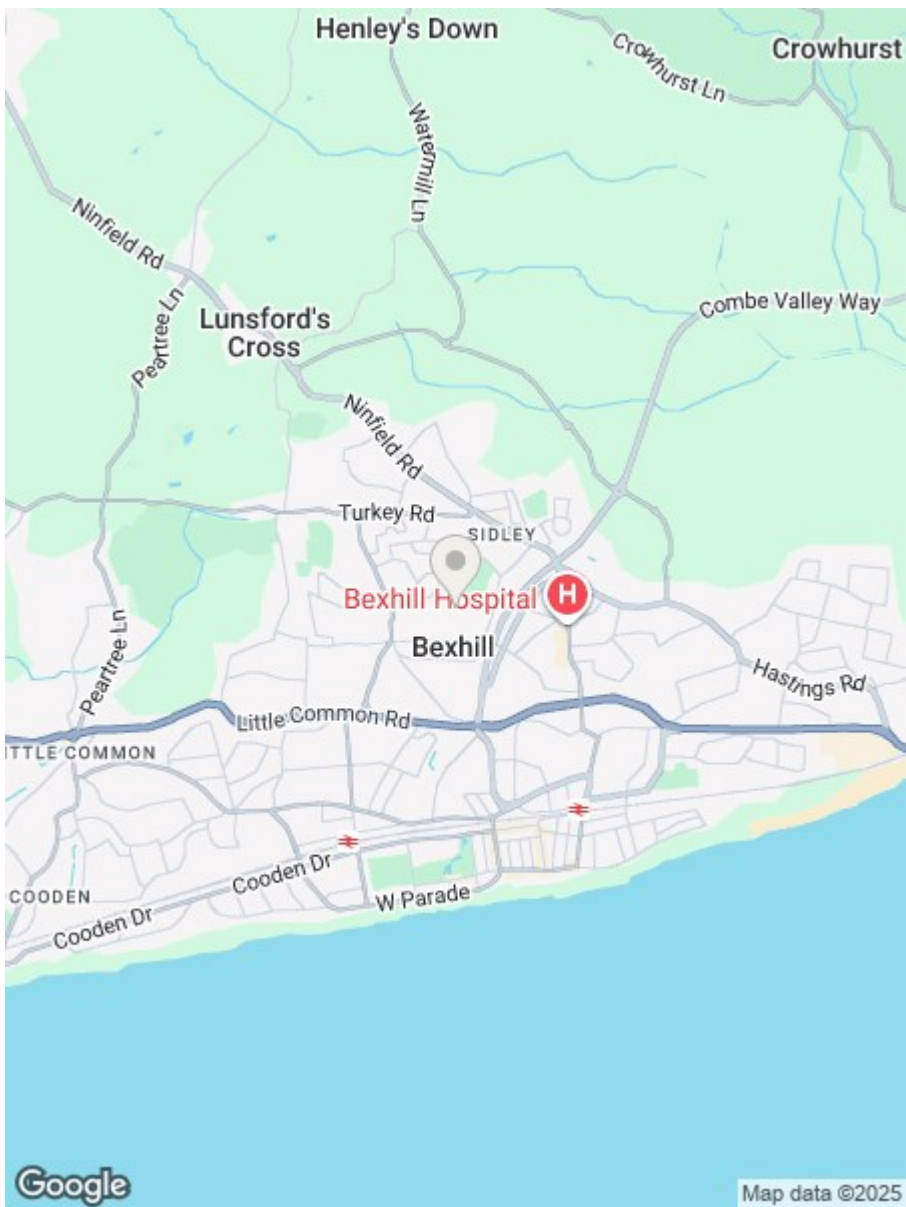 Henley's Down
Crowhurst Ln
Crowhurst
Watermill Ln
Ninfield Rd
Combe Valley Way
Lunsford's
Cross
Peartree Ln
Ninfield Rd
Turkey Rd
SIDLEY
Bexhill Hospital
H
Bexhill
Peartree Ln
Hastings Rd
Little Common Rd
ITTLE COMMON
Cooden Dr
COODEN
W Parade
Cooden Dr
Google
Map data ©2025